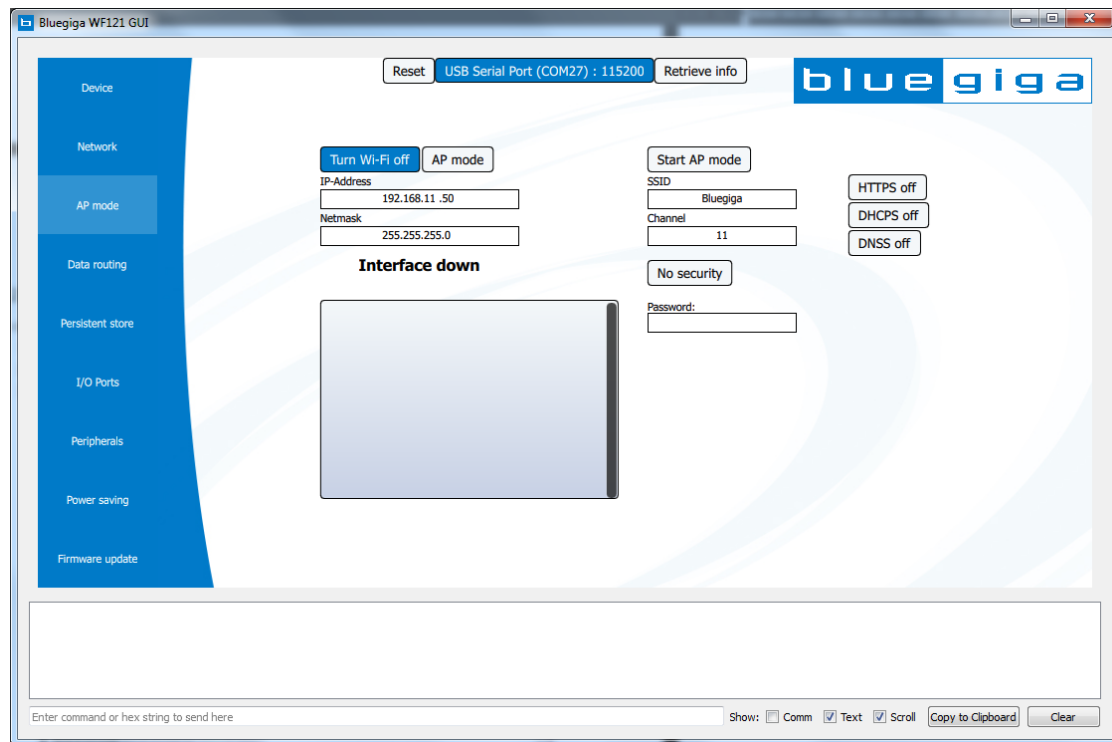 Bluegiga WF121 GUI
Reset
USB Serial Port (COM27) : 115200
Retrieve info
bluegiga
Device
Network
AP mode
Data routing
Persistent store
I/O Ports
Peripherals
Power saving
Firmware update
Turn Wi-Fi off
AP mode
IP-Address
192.168.11 .50
Netmask
255.255.255.0
Interface down
Start AP mode
SSID
Bluegiga
Channel
11
No security
Password:
HTTPS off
DHCPS off
DNSS off
Enter command or hex string to send here
Show:
Comm
Text
Scroll
Copy to Clipboard
Clear